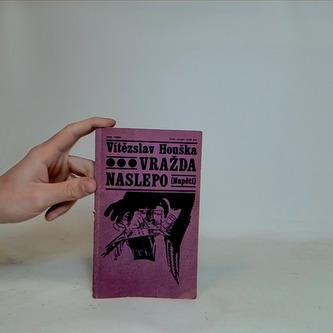 Vítězslav Houška
●●●VRAŽDA
NASLEPO (Napětí)